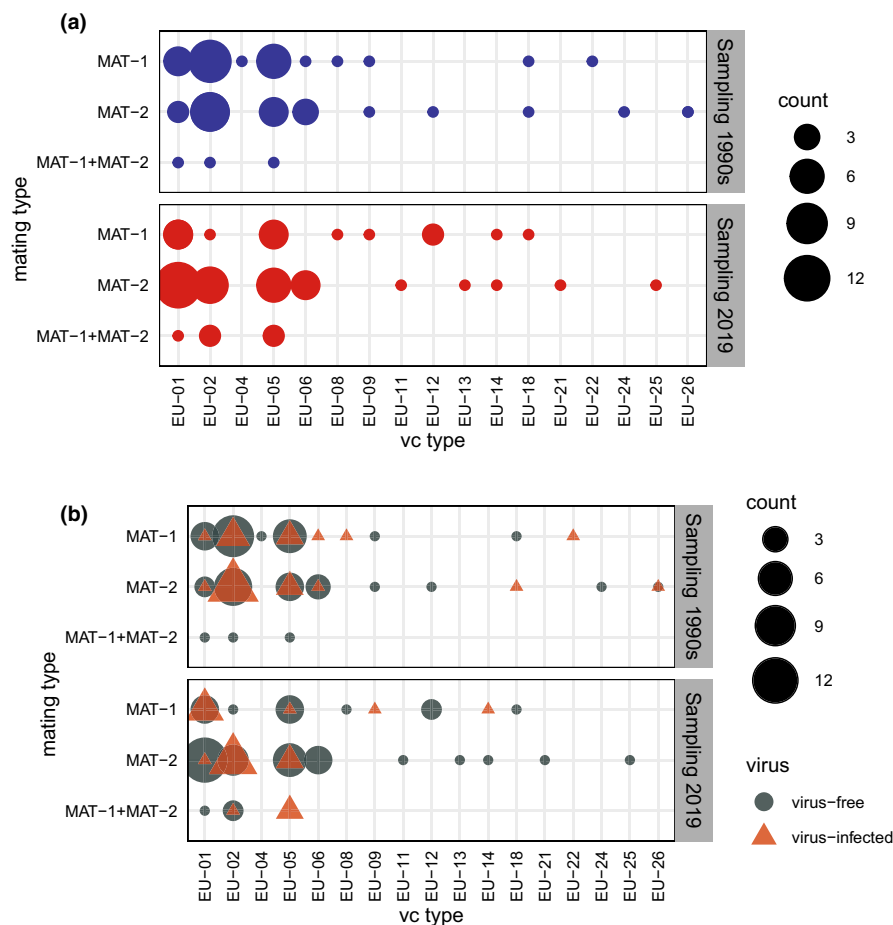 (a)
mating type
MAT−1
MAT−2
MAT−1+MAT−2
Sampling 1990s
MAT−1
MAT−2
MAT−1+MAT−2
Sampling 2019
EU−01
EU−02
EU−04
EU−05
EU−06
EU−08
EU−09
EU−11
EU−12
EU−13
EU−14
EU−18
EU−21
EU−22
EU−24
EU−25
EU−26
vc type
count
3
6
9
12
(b)
mating type
MAT−1
MAT−2
MAT−1+MAT−2
Sampling 1990s
MAT−1
MAT−2
MAT−1+MAT−2
Sampling 2019
EU−01
EU−02
EU−04
EU−05
EU−06
EU−08
EU−09
EU−11
EU−12
EU−13
EU−14
EU−18
EU−21
EU−22
EU−24
EU−25
EU−26
vc type
count
3
6
9
12
virus
virus−free
virus−infected